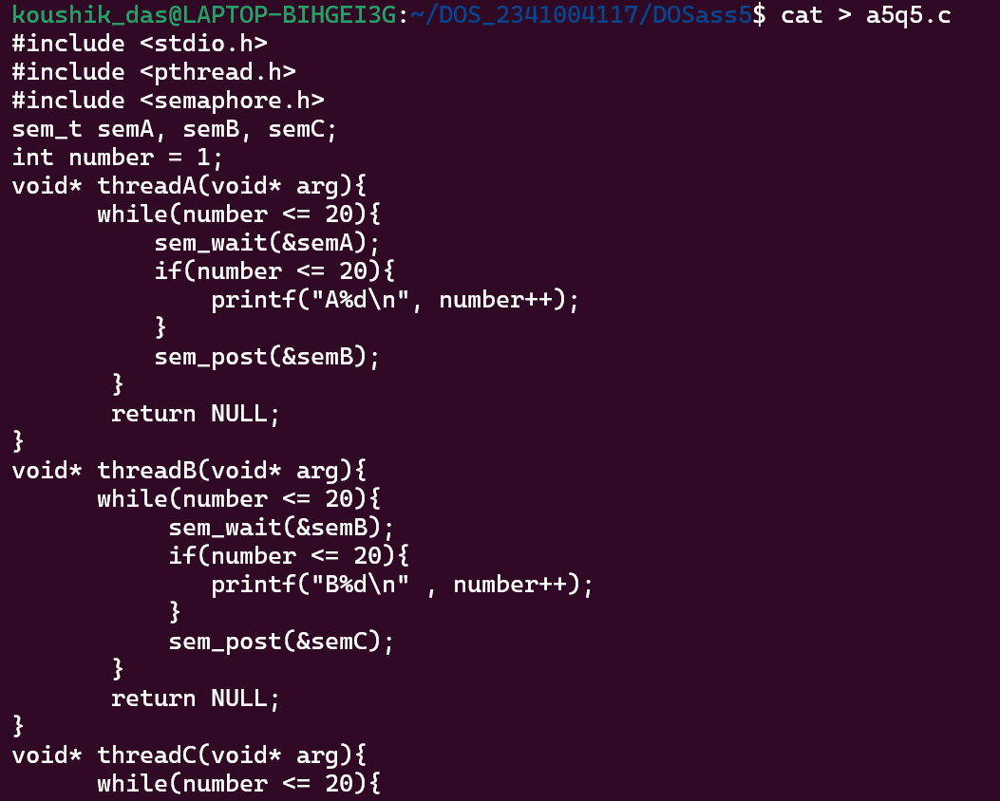 koushik_das@LAPTOP-BIHGEI3G:~/DOS_2341004117/DOSass5$ cat > a5q5.c
#include <stdio.h>
#include <pthread.h>
#include <semaphore.h>
sem_t semA, semB, semC;
int number = 1;
void* threadA(void* arg){
      while(number <= 20){
          sem_wait(&semA);
          if(number <= 20){
              printf("A%d\n", number++);
          }
          sem_post(&semB);
       }
       return NULL;
}
void* threadB(void* arg){
      while(number <= 20){
           sem_wait(&semB);
           if(number <= 20){
              printf("B%d\n" , number++);
           }
           sem_post(&semC);
       }
       return NULL;
}
void* threadC(void* arg){
      while(number <= 20){